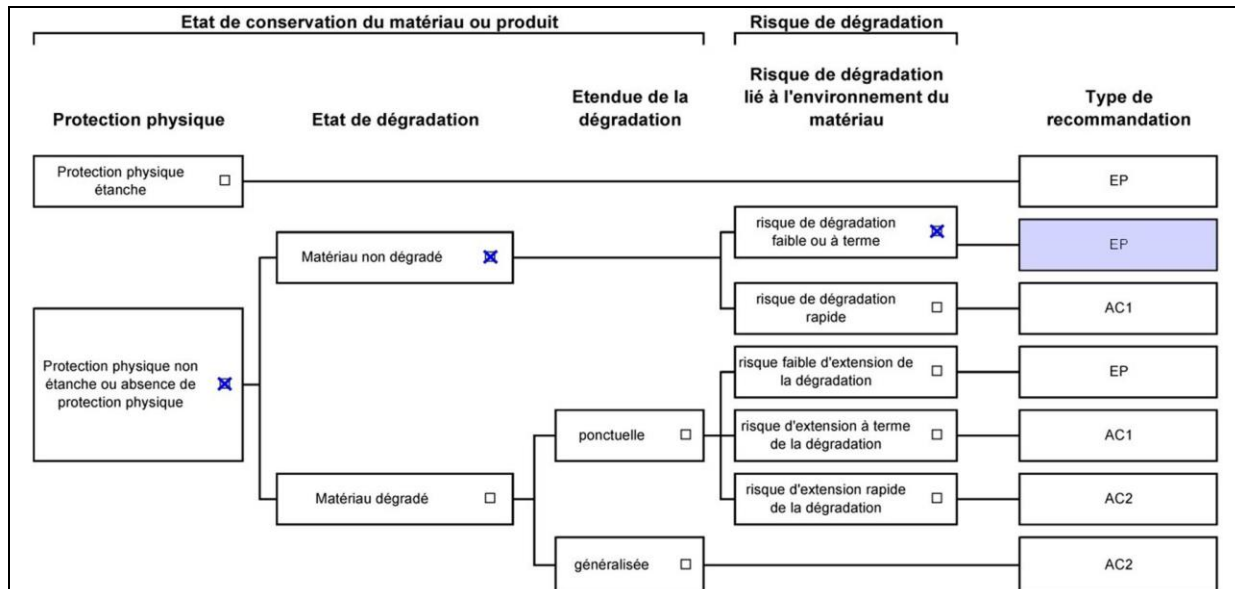 Etat de conservation du matériau ou produit
Risque de dégradation
Protection physique
Etat de dégradation
Etendue de la
dégradation
Risque de dégradation
lié à l'environnement du
matériau
Type de
recommandation
Protection physique
étanche
EP
risque de dégradation
faible ou à terme
EP
Matériau non dégradé
risque de dégradation
rapide
AC1
Protection physique non
étanche ou absence de
protection physique
risque faible d'extension de
la dégradation
EP
ponctuelle
risque d'extension à terme
de la dégradation
AC1
Matériau dégradé
risque d'extension rapide
de la dégradation
AC2
généralisée
AC2